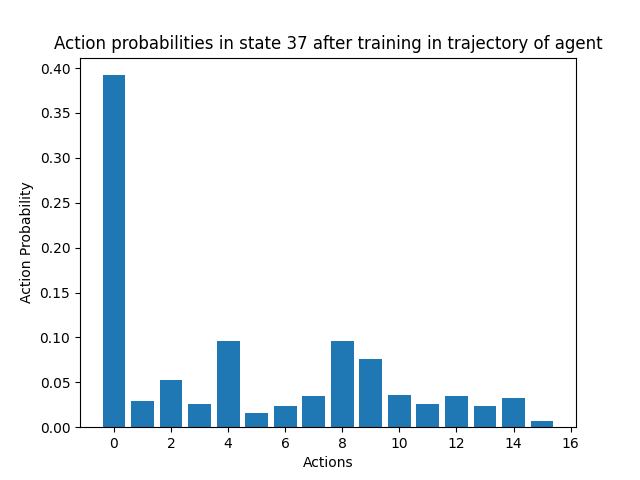 Action probabilities in state 37 after training in trajectory of agent
0.40
0.35
0.30
0.25
0.20
0.15
0.10
0.05
0.00
Action Probability
0 2 4 6 8 10 12 14 16
Actions